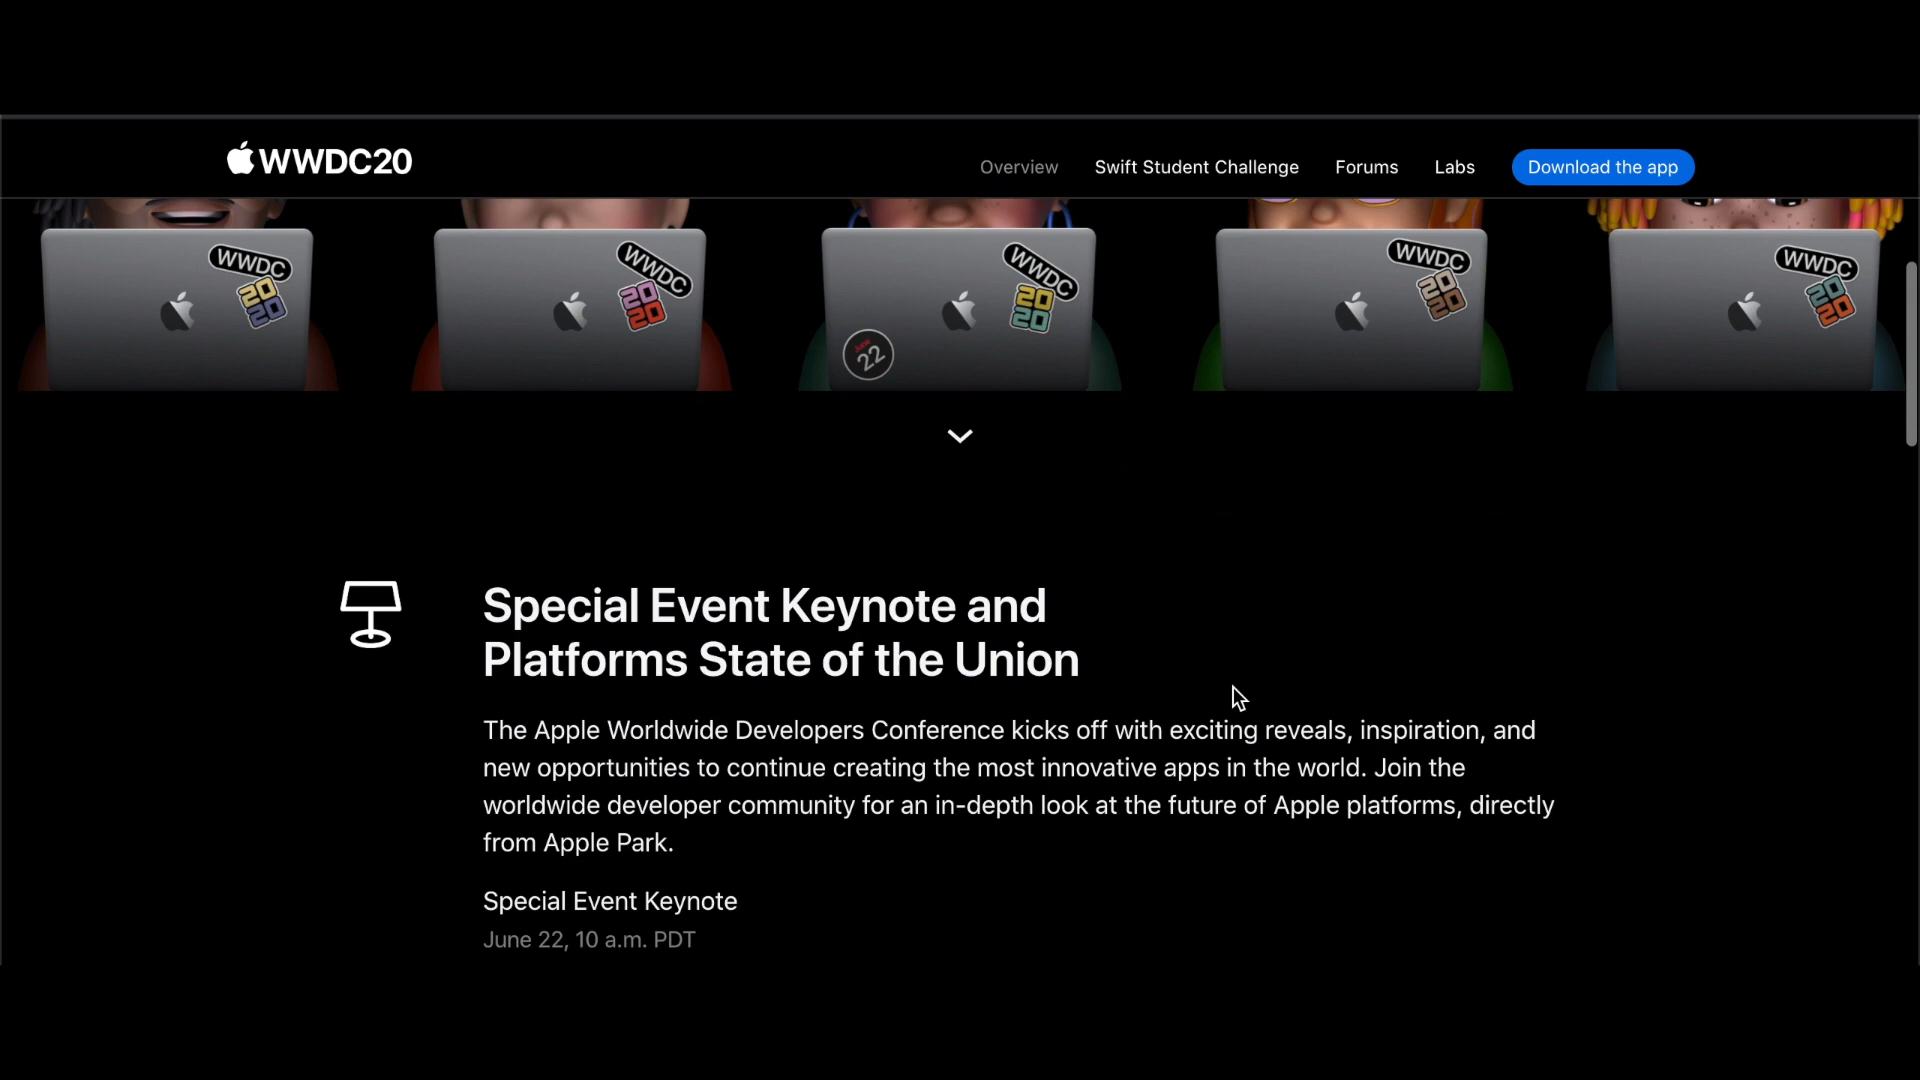 WWDC20
Overview
Swift Student Challenge
Forums
Labs
Download the app
WWDC
20
20
WWDC
20
20
WWDC
20
20
June
22
WWDC
20
20
WWDC
20
20
Special Event Keynote and
Platforms State of the Union
The Apple Worldwide Developers Conference kicks off with exciting reveals, inspiration, and
new opportunities to continue creating the most innovative apps in the world. Join the
worldwide developer community for an in-depth look at the future of Apple platforms, directly
from Apple Park.
Special Event Keynote
June 22, 10 a.m. PDT